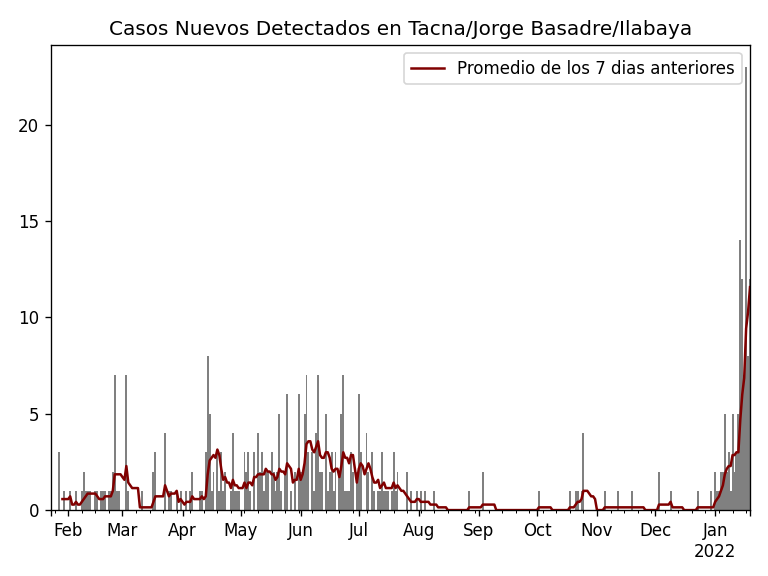 Casos Nuevos Detectados en Tacna/Jorge Basadre/Ilabaya
Promedio de los 7 dias anteriores
20
15
10
5
0
Feb Mar Apr May Jun Jul Aug Sep Oct Nov Dec Jan
2022